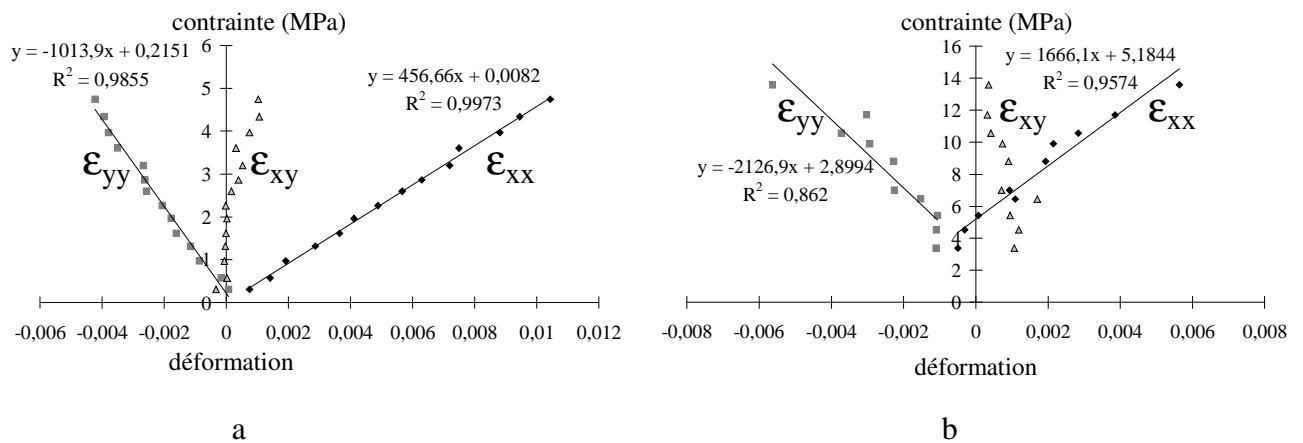 contrainte (MPa)
y = -1013,9x + 0,2151
R² = 0,9855
y = 456,66x + 0,0082
R² = 0,9973
εyy
εxy
εxx
6
5
4
3
2
1
0
-0,006 -0,004 -0,002 0 0,002 0,004 0,006 0,008 0,01 0,012
déformation
a
contrainte (MPa)
y = 1666,1x + 5,1844
R² = 0,9574
εyy
εxy
εxx
y = -2126,9x + 2,8994
R² = 0,862
16
14
12
10
8
6
4
2
0
-0,008 -0,006 -0,004 -0,002 0 0,002 0,004 0,006 0,008
déformation
b